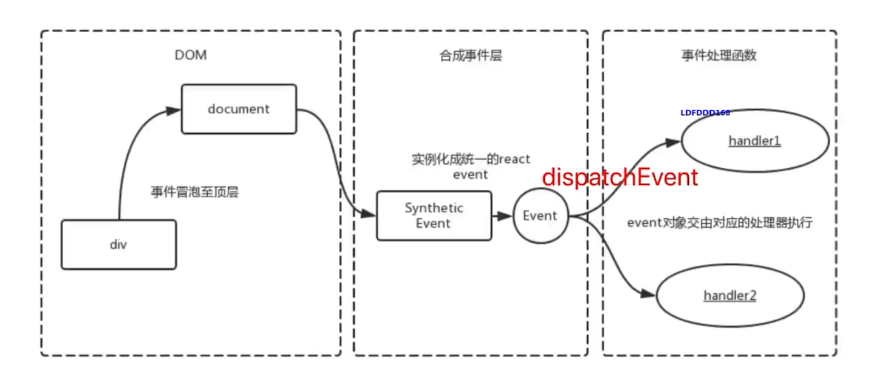 DOM
合成事件层
事件处理函数
document
LDFDDD168
handler1
实例化成统一的react
event
dispatchEvent
事件冒泡至顶层
Synthetic
Event
Event
event对象交由对应的处理器执行
div
handler2